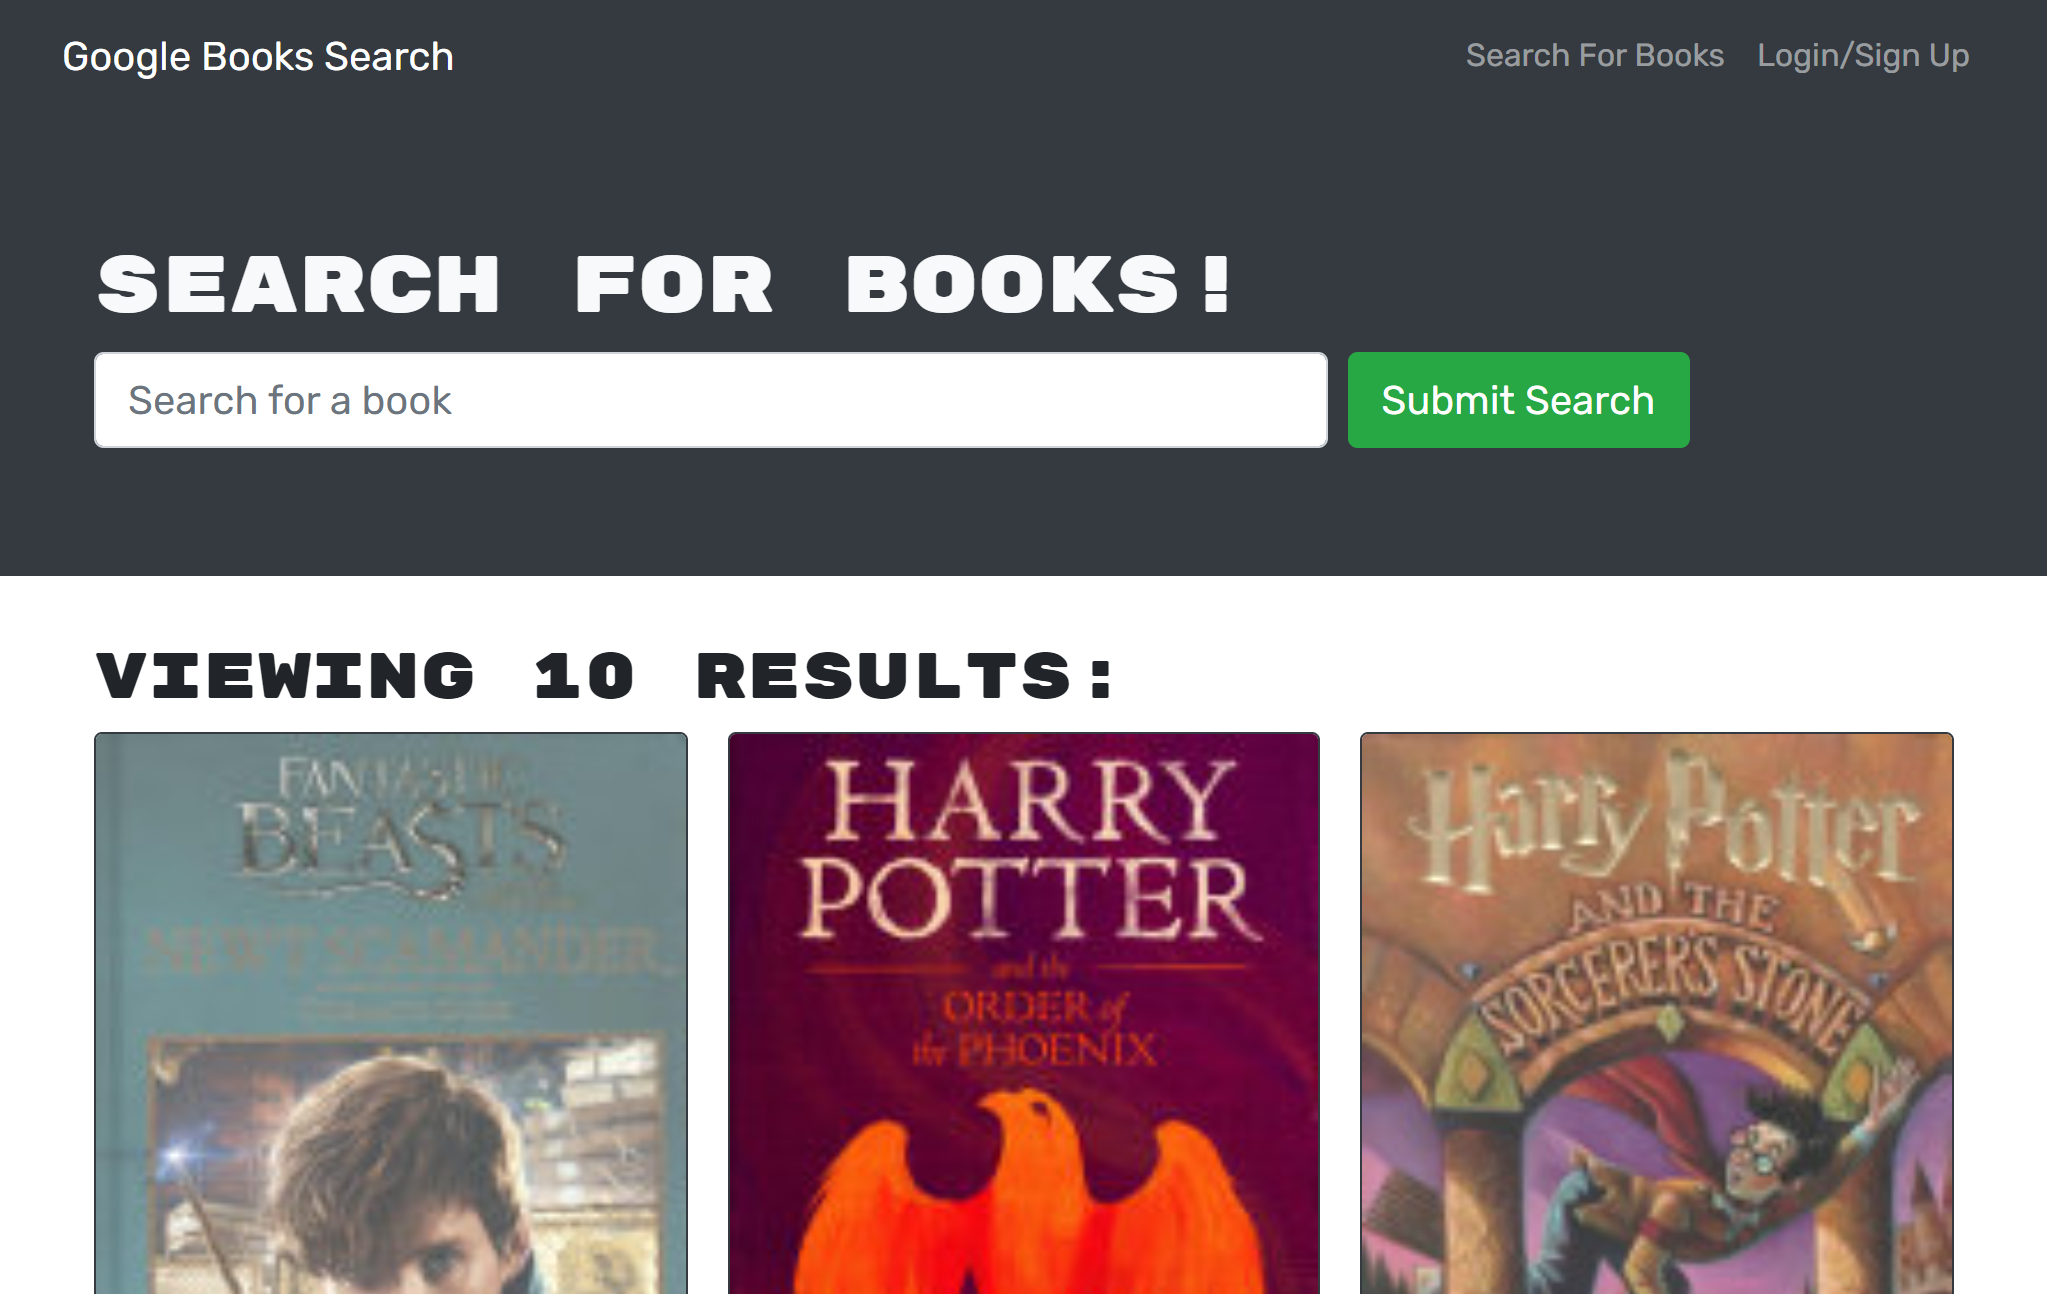 Google Books Search
Search For Books
Login/Sign Up
SEARCH FOR BOOKS!
Search for a book
Submit Search
VIEWING 10 RESULTS:
FANTASTIC
BEASTS
NEWT SCAMANDER
HARRY
POTTER
and the
ORDER of
the PHOENIX
Harry Potter
AND THE
SORCERER'S STONE